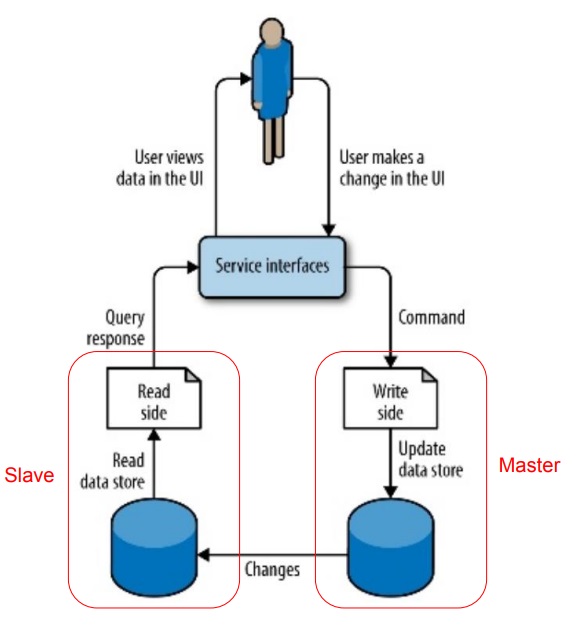 User views
data in the UI
User makes a
change in the UI
Service interfaces
Query
response
Command
Read
side
Write
side
Slave
Read
data store
Update
data store
Master
Changes